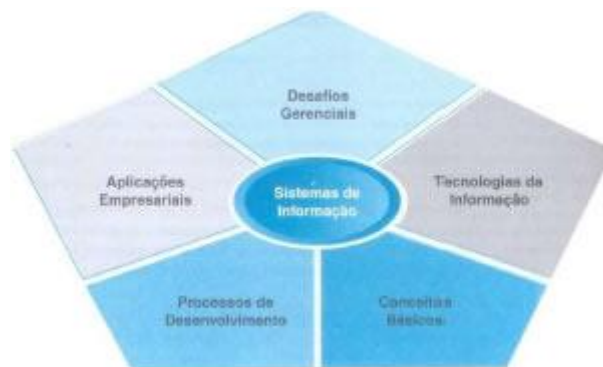 Desafios
Gerenciais
Aplicações
Empresariais
Sistemas de
Informação
Tecnologias da
Informação
Processos de
Desenvolvimento
Conceitos
Básicos